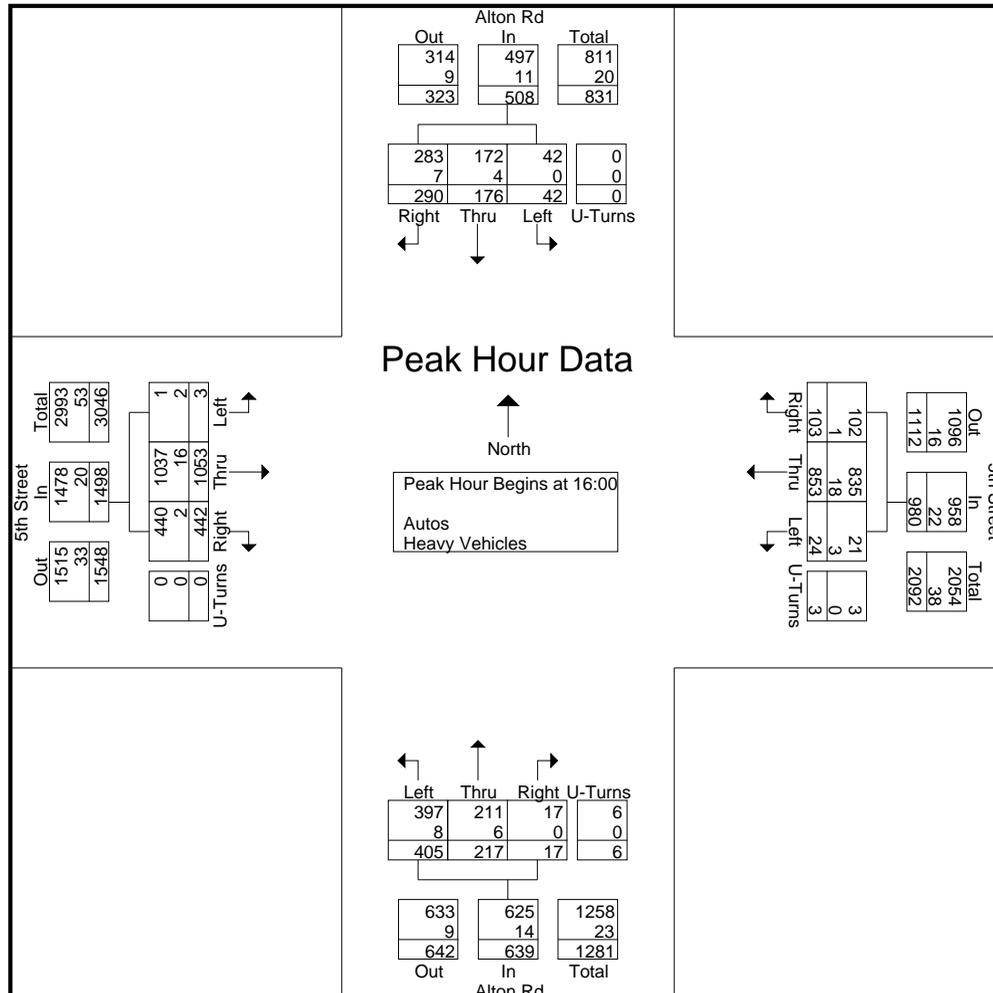 Alton Rd
Out In Total
314 497 811
9 11 20
323 508 831
283 172 42 0
7 4 0 0
290 176 42 0
Right Thru Left U-Turns
Peak Hour Data
North
Peak Hour Begins at 16:00
Autos
Heavy Vehicles
5th Street
Total In Out
2993 1478 1515
53 20 33
3046 1498 1548
1 1037 440 0
2 16 2 0
3 1053 442 0
Left Thru Right U-Turns
Street
Out In Total
1096 958 2054
16 22 38
1112 980 2092
102 835 21 3
1 18 3 0
103 853 24 3
Right Thru Left U-Turns
Left Thru Right U-Turns
397 211 17 6
8 6 0 0
405 217 17 6
633 625 1258
9 14 23
642 639 1281
Out In Total
Alton Rd